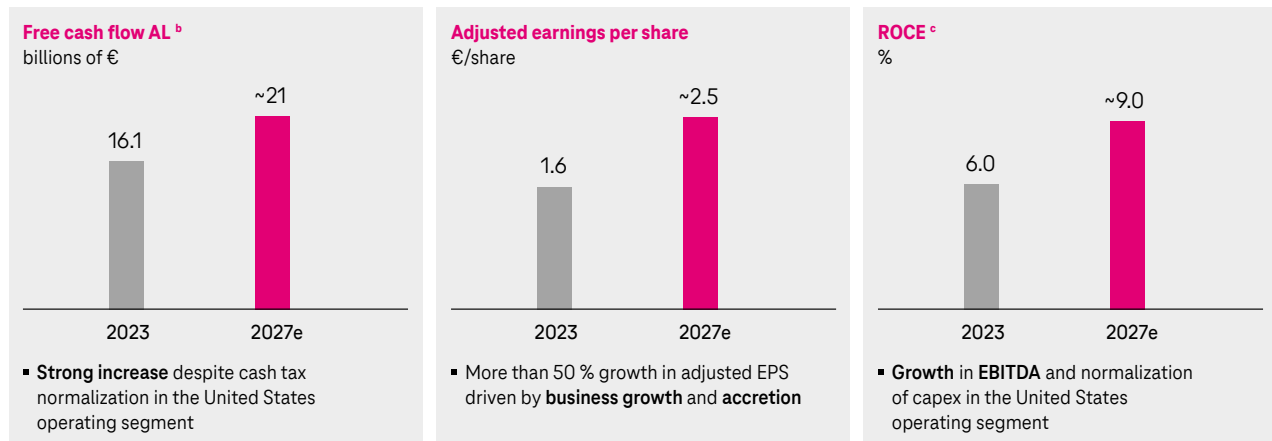 Free cash flow AL b
billions of €
~21
16.1
2023 2027e
▪ Strong increase despite cash tax
normalization in the United States
operating segment
Adjusted earnings per share
€/share
~2.5
1.6
2023 2027e
▪ More than 50 % growth in adjusted EPS
driven by business growth and accretion
ROCE c
%
~9.0
6.0
2023 2027e
▪ Growth in EBITDA and normalization
of capex in the United States
operating segment